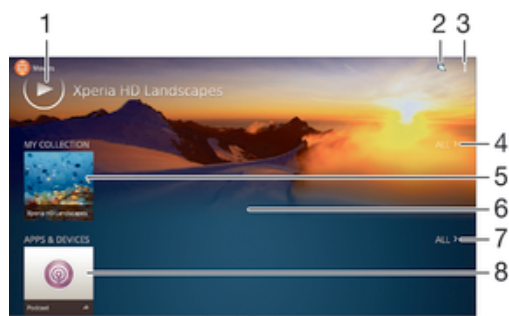 1
2 3
Movies
Xperia HD Landscapes
MY COLLECTION
ALL
4
5
Xperia HD Landscapes
6
APPS & DEVICES
ALL
7
8
Podcast